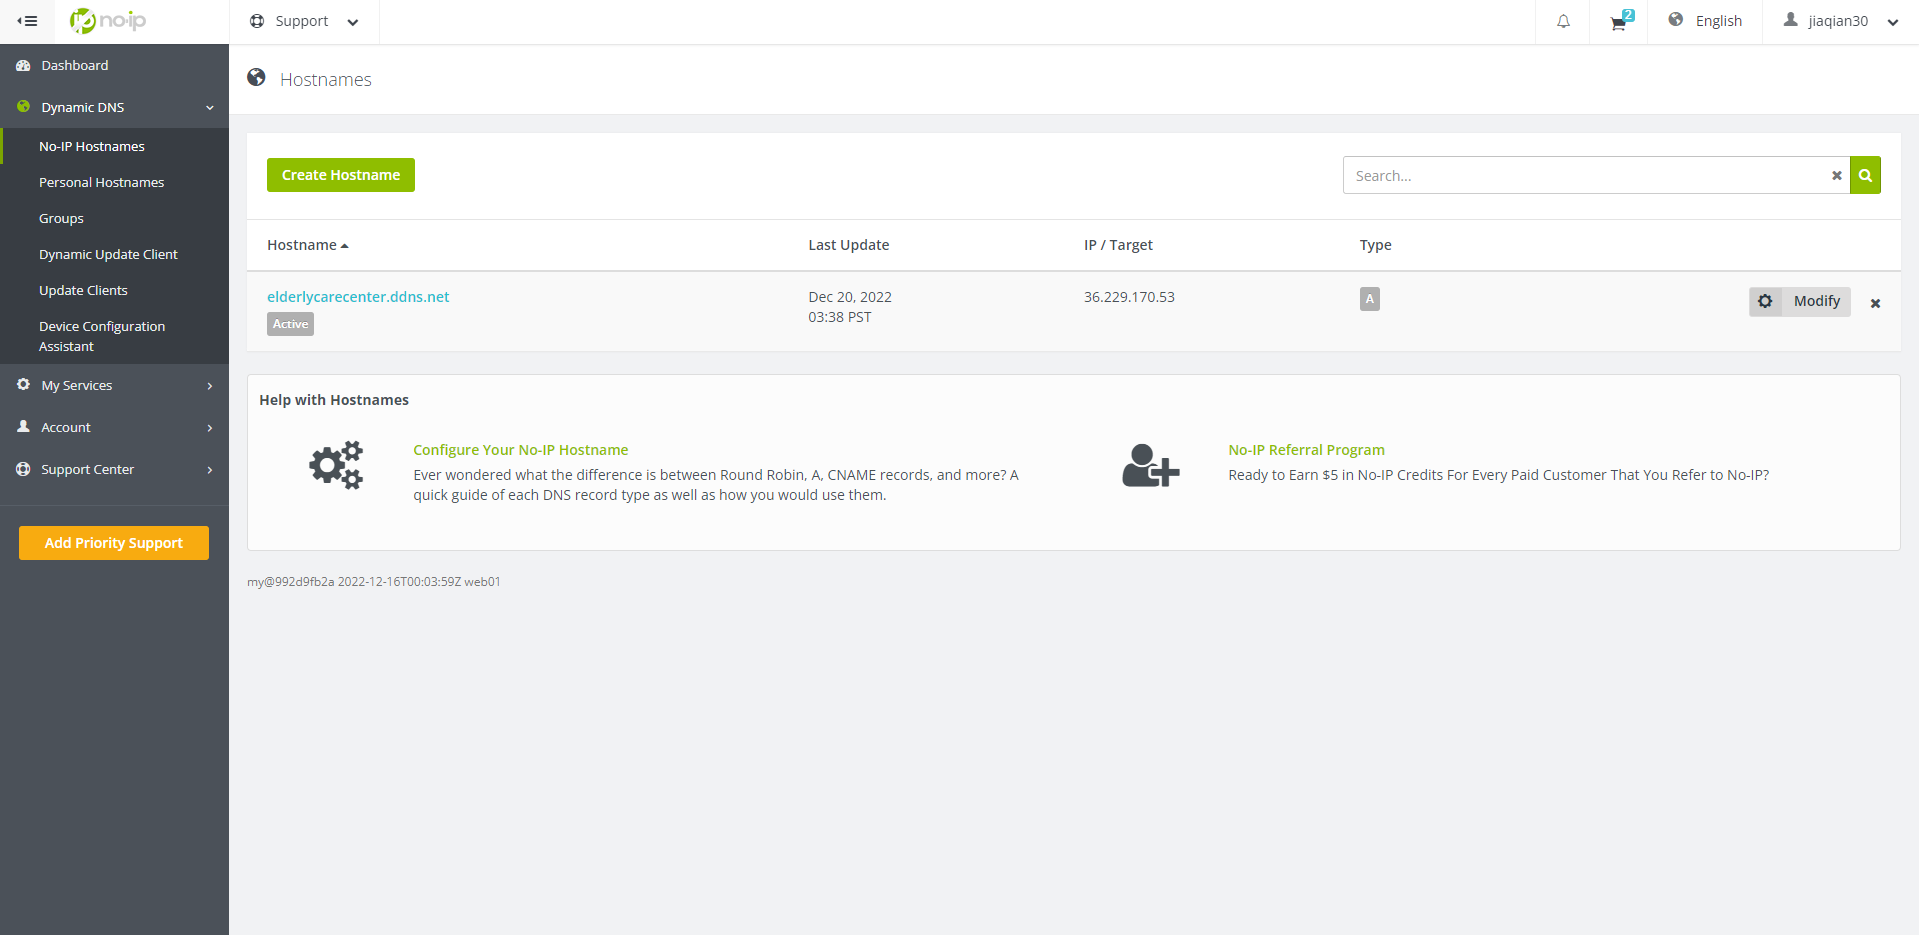 no-ip
Support
2
English
jiaqian30
Dashboard
Dynamic DNS
No-IP Hostnames
Personal Hostnames
Groups
Dynamic Update Client
Update Clients
Device Configuration
Assistant
My Services
Account
Support Center
Add Priority Support
Hostnames
Create Hostname
Search...
Hostname
Last Update
IP / Target
Type
elderlycarecenter.ddns.net
Active
Dec 20, 2022
03:38 PST
36.229.170.53
A
Modify
Help with Hostnames
Configure Your No-IP Hostname
Ever wondered what the difference is between Round Robin, A, CNAME records, and more? A
quick guide of each DNS record type as well as how you would use them.
No-IP Referral Program
Ready to Earn $5 in No-IP Credits For Every Paid Customer That You Refer to No-IP?
my@992d9fb2a 2022-12-16T00:03:59Z web01